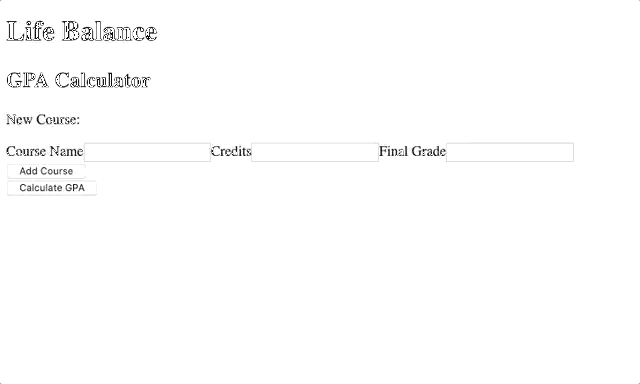 Life Balance
GPA Calculator
New Course:
Course Name Credits Final Grade
Add Course
Calculate GPA